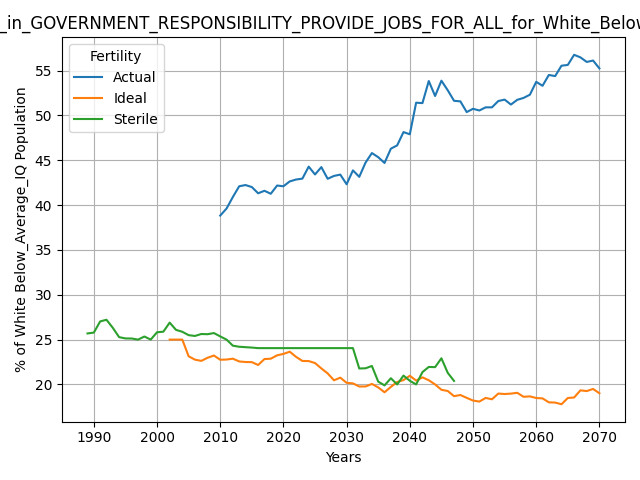 _in_GOVERNMENT_RESPONSIBILITY_PROVIDE_JOBS_FOR_ALL_for_White_Below
Fertility
Actual
Ideal
Sterile
% of White Below_Average_IQ Population
55
50
45
40
35
30
25
20
1990 2000 2010 2020 2030 2040 2050 2060 2070
Years